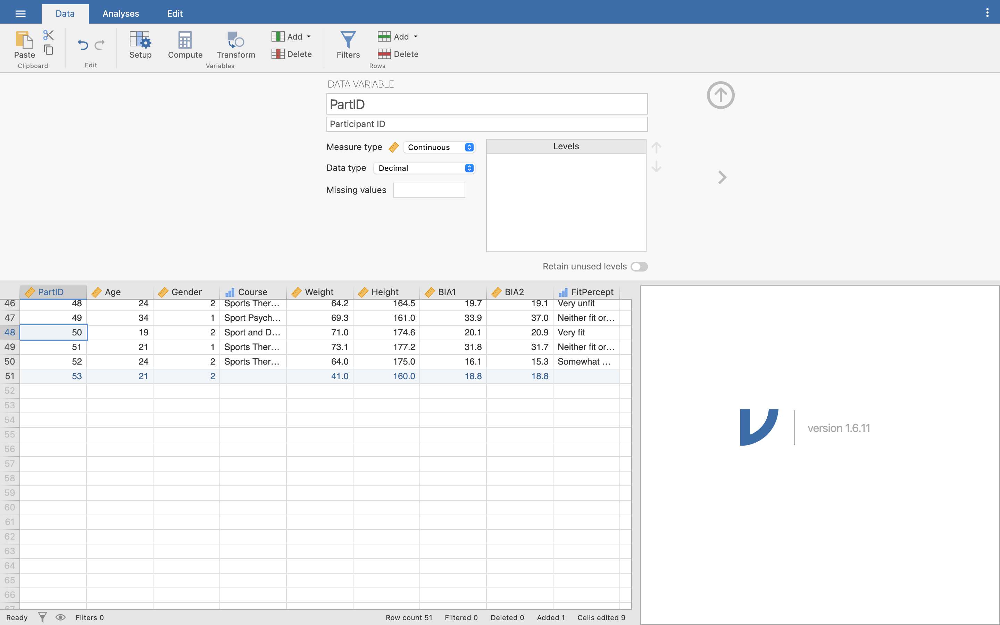 Data Analyses Edit
Paste Setup Compute Transform Add Delete Filters Add Delete
Clipboard Edit Variables Rows
DATA VARIABLE
PartID
Participant ID
Measure type Continuous Levels
Data type Decimal
Missing values
Retain unused levels
PartID Age Gender Course Weight Height BIA1 BIA2 FitPercept
46 48 24 2 Sports Ther... 64.2 164.5 19.7 19.1 Very unfit
47 49 34 1 Sport Psych... 69.3 161.0 33.9 37.0 Neither fit or...
48 50 19 2 Sport and D... 71.0 174.6 20.1 20.9 Very fit
49 51 21 1 Sports Ther... 73.1 177.2 31.8 31.7 Neither fit or...
50 52 24 2 Sports Ther... 64.0 175.0 16.1 15.3 Somewhat ...
51 53 21 2 41.0 160.0 18.8 18.8
52
53
54
55
56
57
58
59
60
61
62
63
64
65
66
67
version 1.6.11
Ready Filters 0 Row count 51 Filtered 0 Deleted 0 Added 1 Cells edited 9